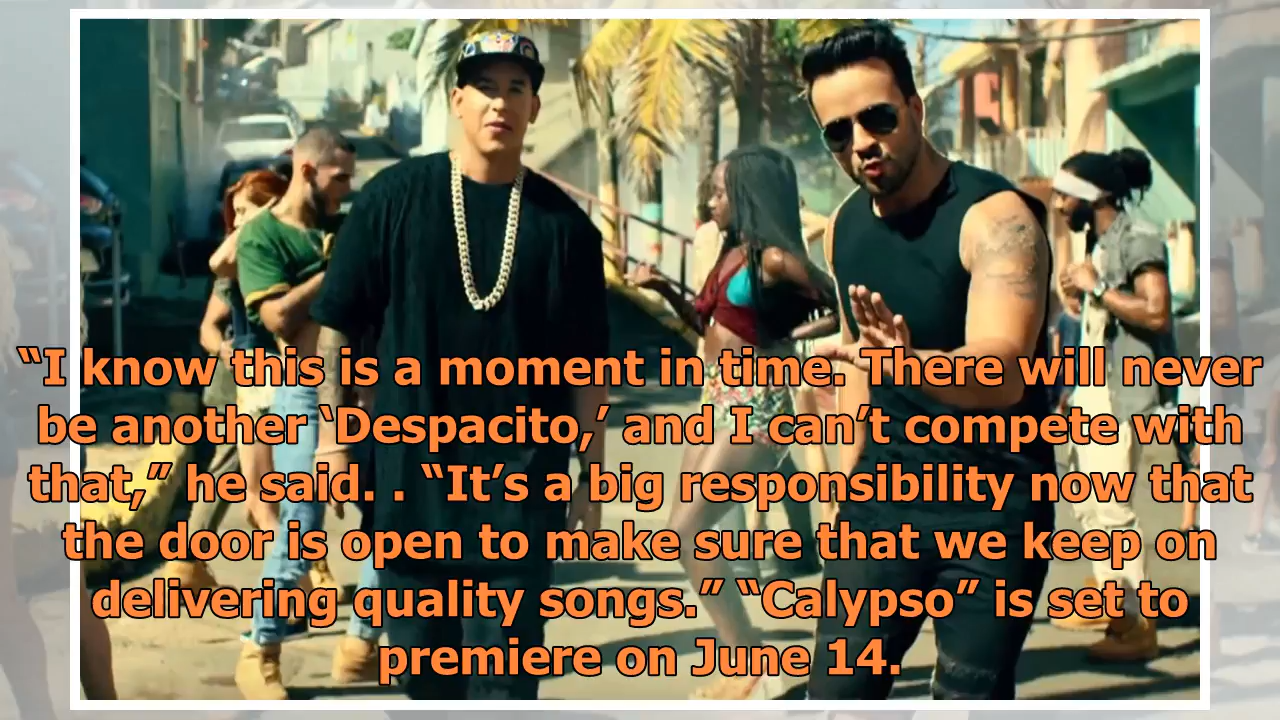 “I know this is a moment in time. There will never
be another ‘Despacito,’ and I can’t compete with
that,” he said. . “It’s a big responsibility now that
the door is open to make sure that we keep on
delivering quality songs.” “Calypso” is set to
premiere on June 14.